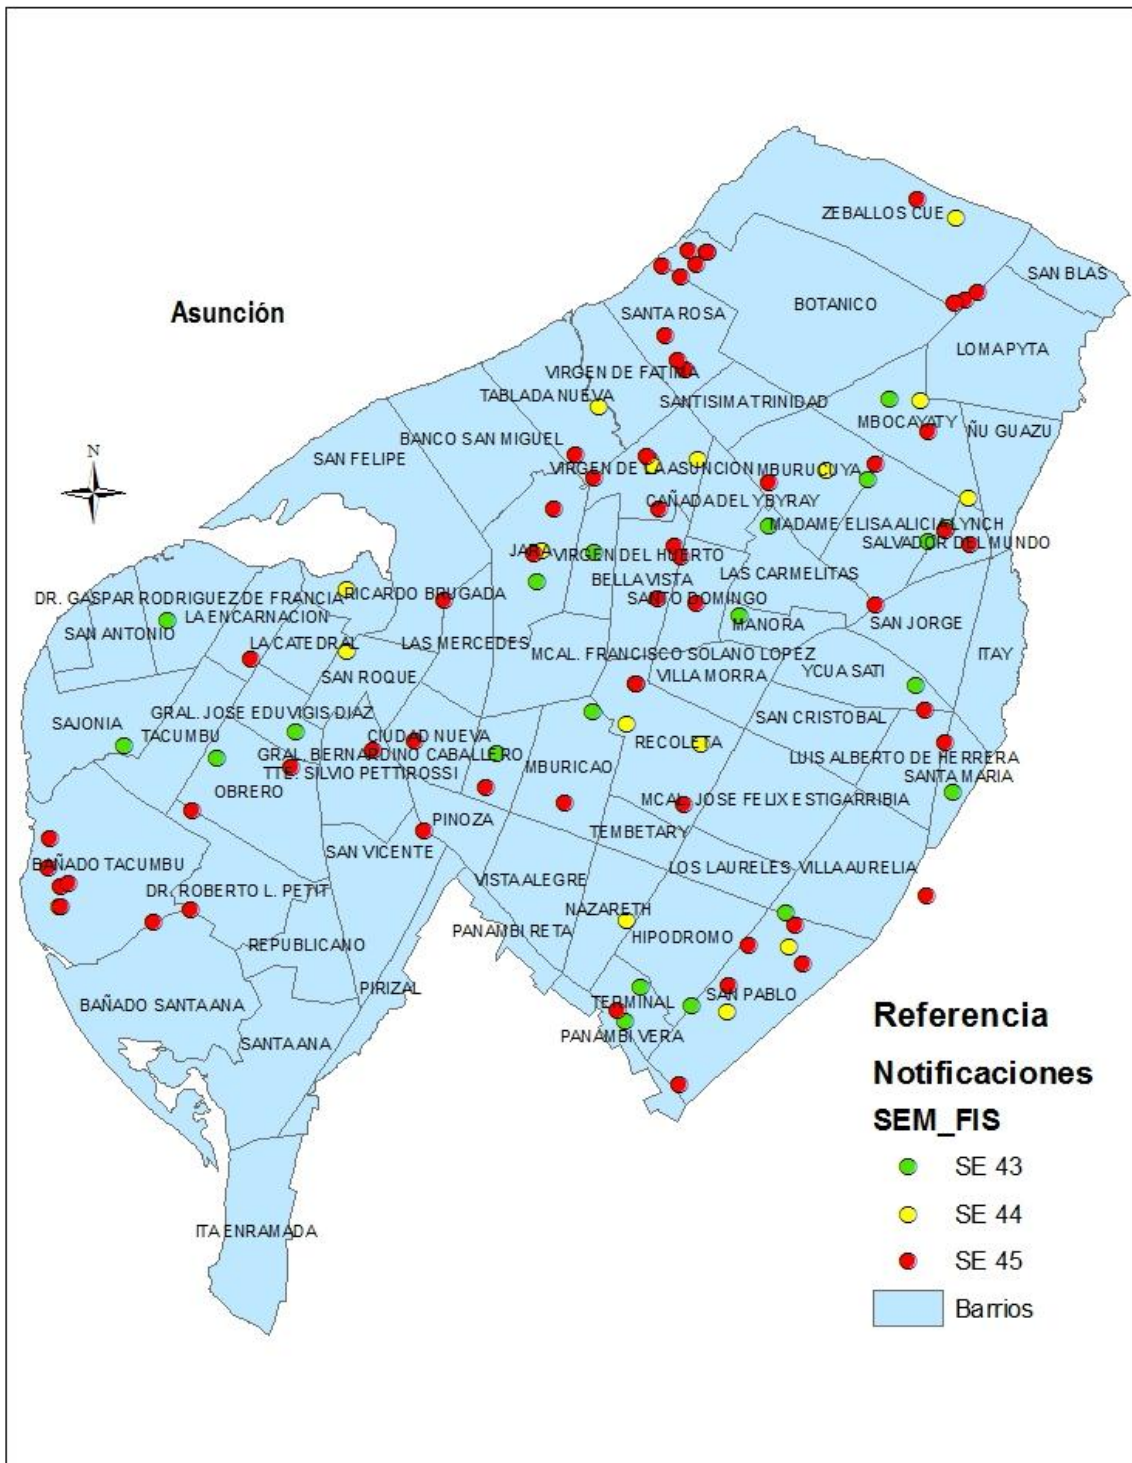 ZEBALLOS CUE
SAN BLAS
BOTANICO
Asunción
SANTA ROSA
LOMA PYTA
VIRGEN DE FATIMA
TABLADA NUEVA
SANTISIMA TRINIDAD
MBOCAYATY
ÑU GUAZU
BANCO SAN MIGUEL
SAN FELIPE
N
VIRGEN DE LA ASUNCION
MBURUCUYA
CAÑADA DEL YBYRAY
MADAME ELISA ALICIA LYNCH
SALVADOR DEL MUNDO
JARA
VIRGEN DEL HUERTO
BELLA VISTA
LAS CARMELITAS
DR. GASPAR RODRIGUEZ DE FRANCIA
RICARDO BRUGADA
SANTO DOMINGO
LA ENCARNACION
SAN ANTONIO
MANORA
SAN JORGE
LA CATEDRAL
LAS MERCEDES
MCAL. FRANCISCO SOLANO LOPEZ
ITAY
SAN ROQUE
VILLA MORRA
YCUA SATI
GRAL. JOSE EDUVIGIS DIAZ
SAJONIA
TACUMBU
SAN CRISTOBAL
CIUDAD NUEVA
RECOLETA
GRAL. BERNARDINO CABALLERO
LUIS ALBERTO DE HERRERA
TTE. SILVIO PETTIROSSI
MBURICAO
SANTA MARIA
OBRERO
MCAL. JOSE FELIX ESTIGARRIBIA
PINOZA
TEMBETARY
SAN VICENTE
BAÑADO TACUMBU
LOS LAURELES
VILLA AURELIA
DR. ROBERTO L. PETIT
VISTA ALEGRE
NAZARETH
PANAMBI RETA
HIPODROMO
REPUBLICANO
PIRIZAL
BAÑADO SANTA ANA
TERMINAL
SAN PABLO
PANAMBI VERA
SANTA ANA
ITA ENRAMADA
Referencia
Notificaciones
SEM_FIS
SE 43
SE 44
SE 45
Barrios